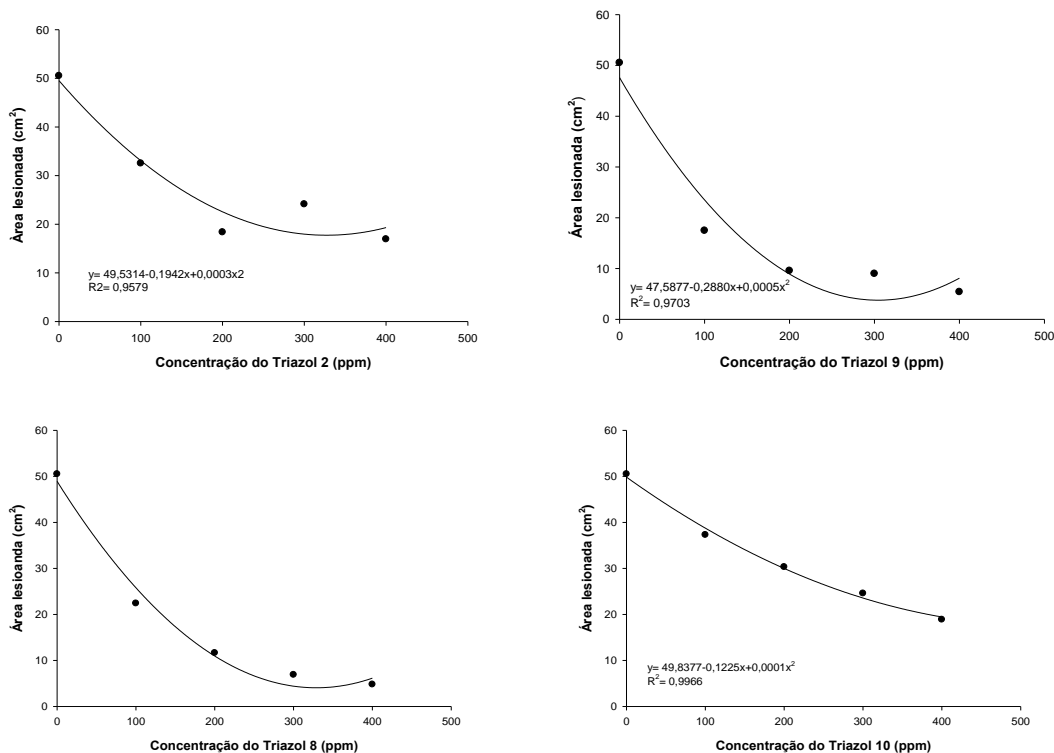 60
50
40
30
20
10
0
Àrea lesionada (cm²)
y= 49,5314-0,1942x+0,0003x2
R2= 0,9579
0 100 200 300 400 500
Concentração do Triazol 2 (ppm)
60
50
40
30
20
10
0
Área lesionada (cm²)
y= 47,5877-0,2880x+0,0005x²
R²= 0,9703
0 100 200 300 400 500
Concentração do Triazol 9 (ppm)
60
50
40
30
20
10
0
Área lesioanda (cm²)
0 100 200 300 400 500
Concentração do Triazol 8 (ppm)
60
50
40
30
20
10
0
Área lesionada (cm²)
y= 49,8377-0,1225x+0,0001x²
R²= 0,9966
0 100 200 300 400 500
Concentração do Triazol 10 (ppm)